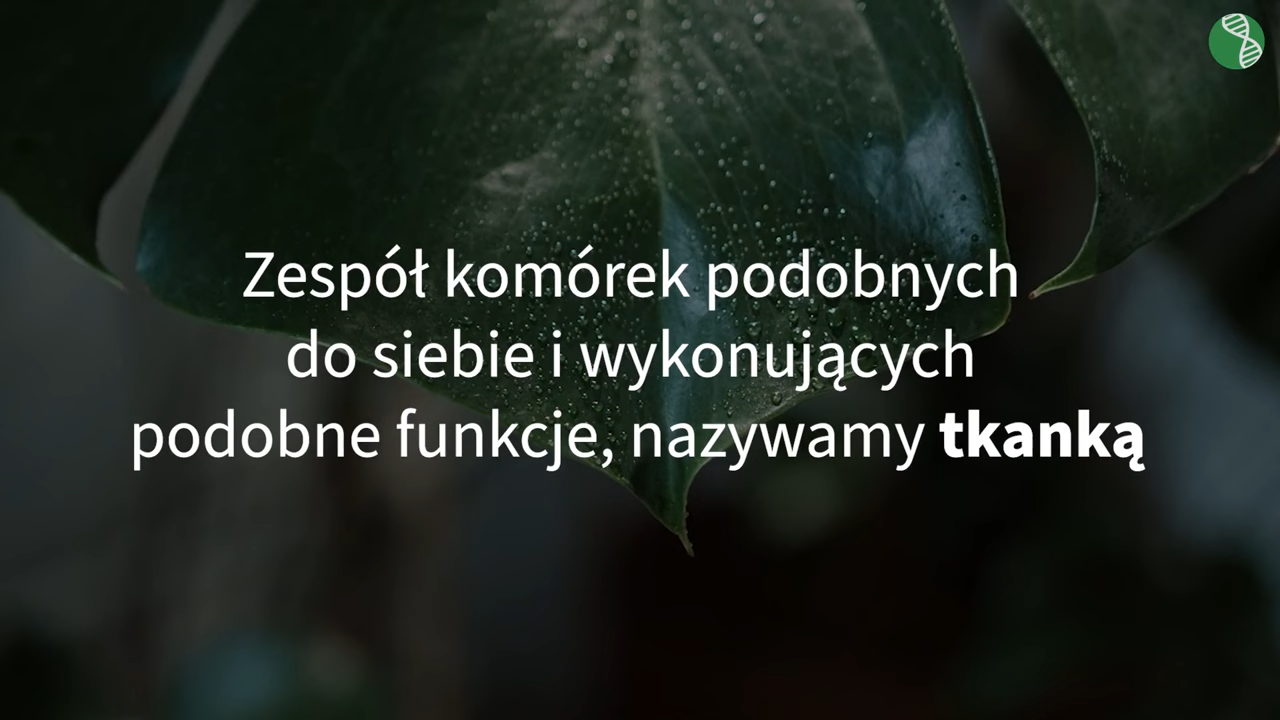 Zespół komórek podobnych
do siebie i wykonujących
podobne funkcje, nazywamy tkanką